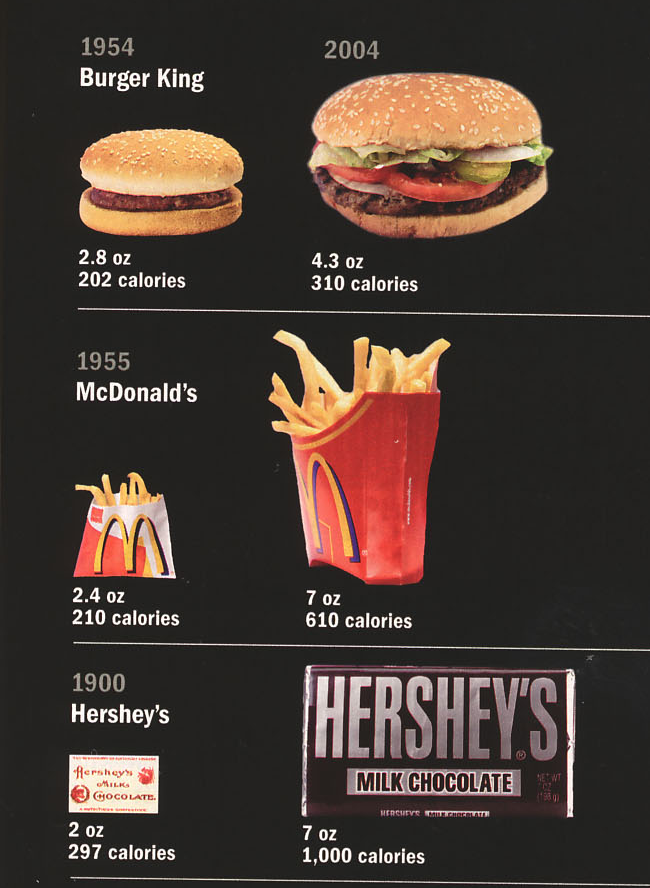 1954
2004
Burger King
2.8 oz
202 calories
4.3 oz
310 calories
1955
McDonald's
2.4 oz
210 calories
7 oz
610 calories
1900
Hershey's
Hershey's
MILK
CHOCOLATE
HERSHEY'S
®
MILK CHOCOLATE
NET WT
7 OZ
(198 g)
HERSHEY'S MILK CHOCOLATE
2 oz
297 calories
7 oz
1,000 calories